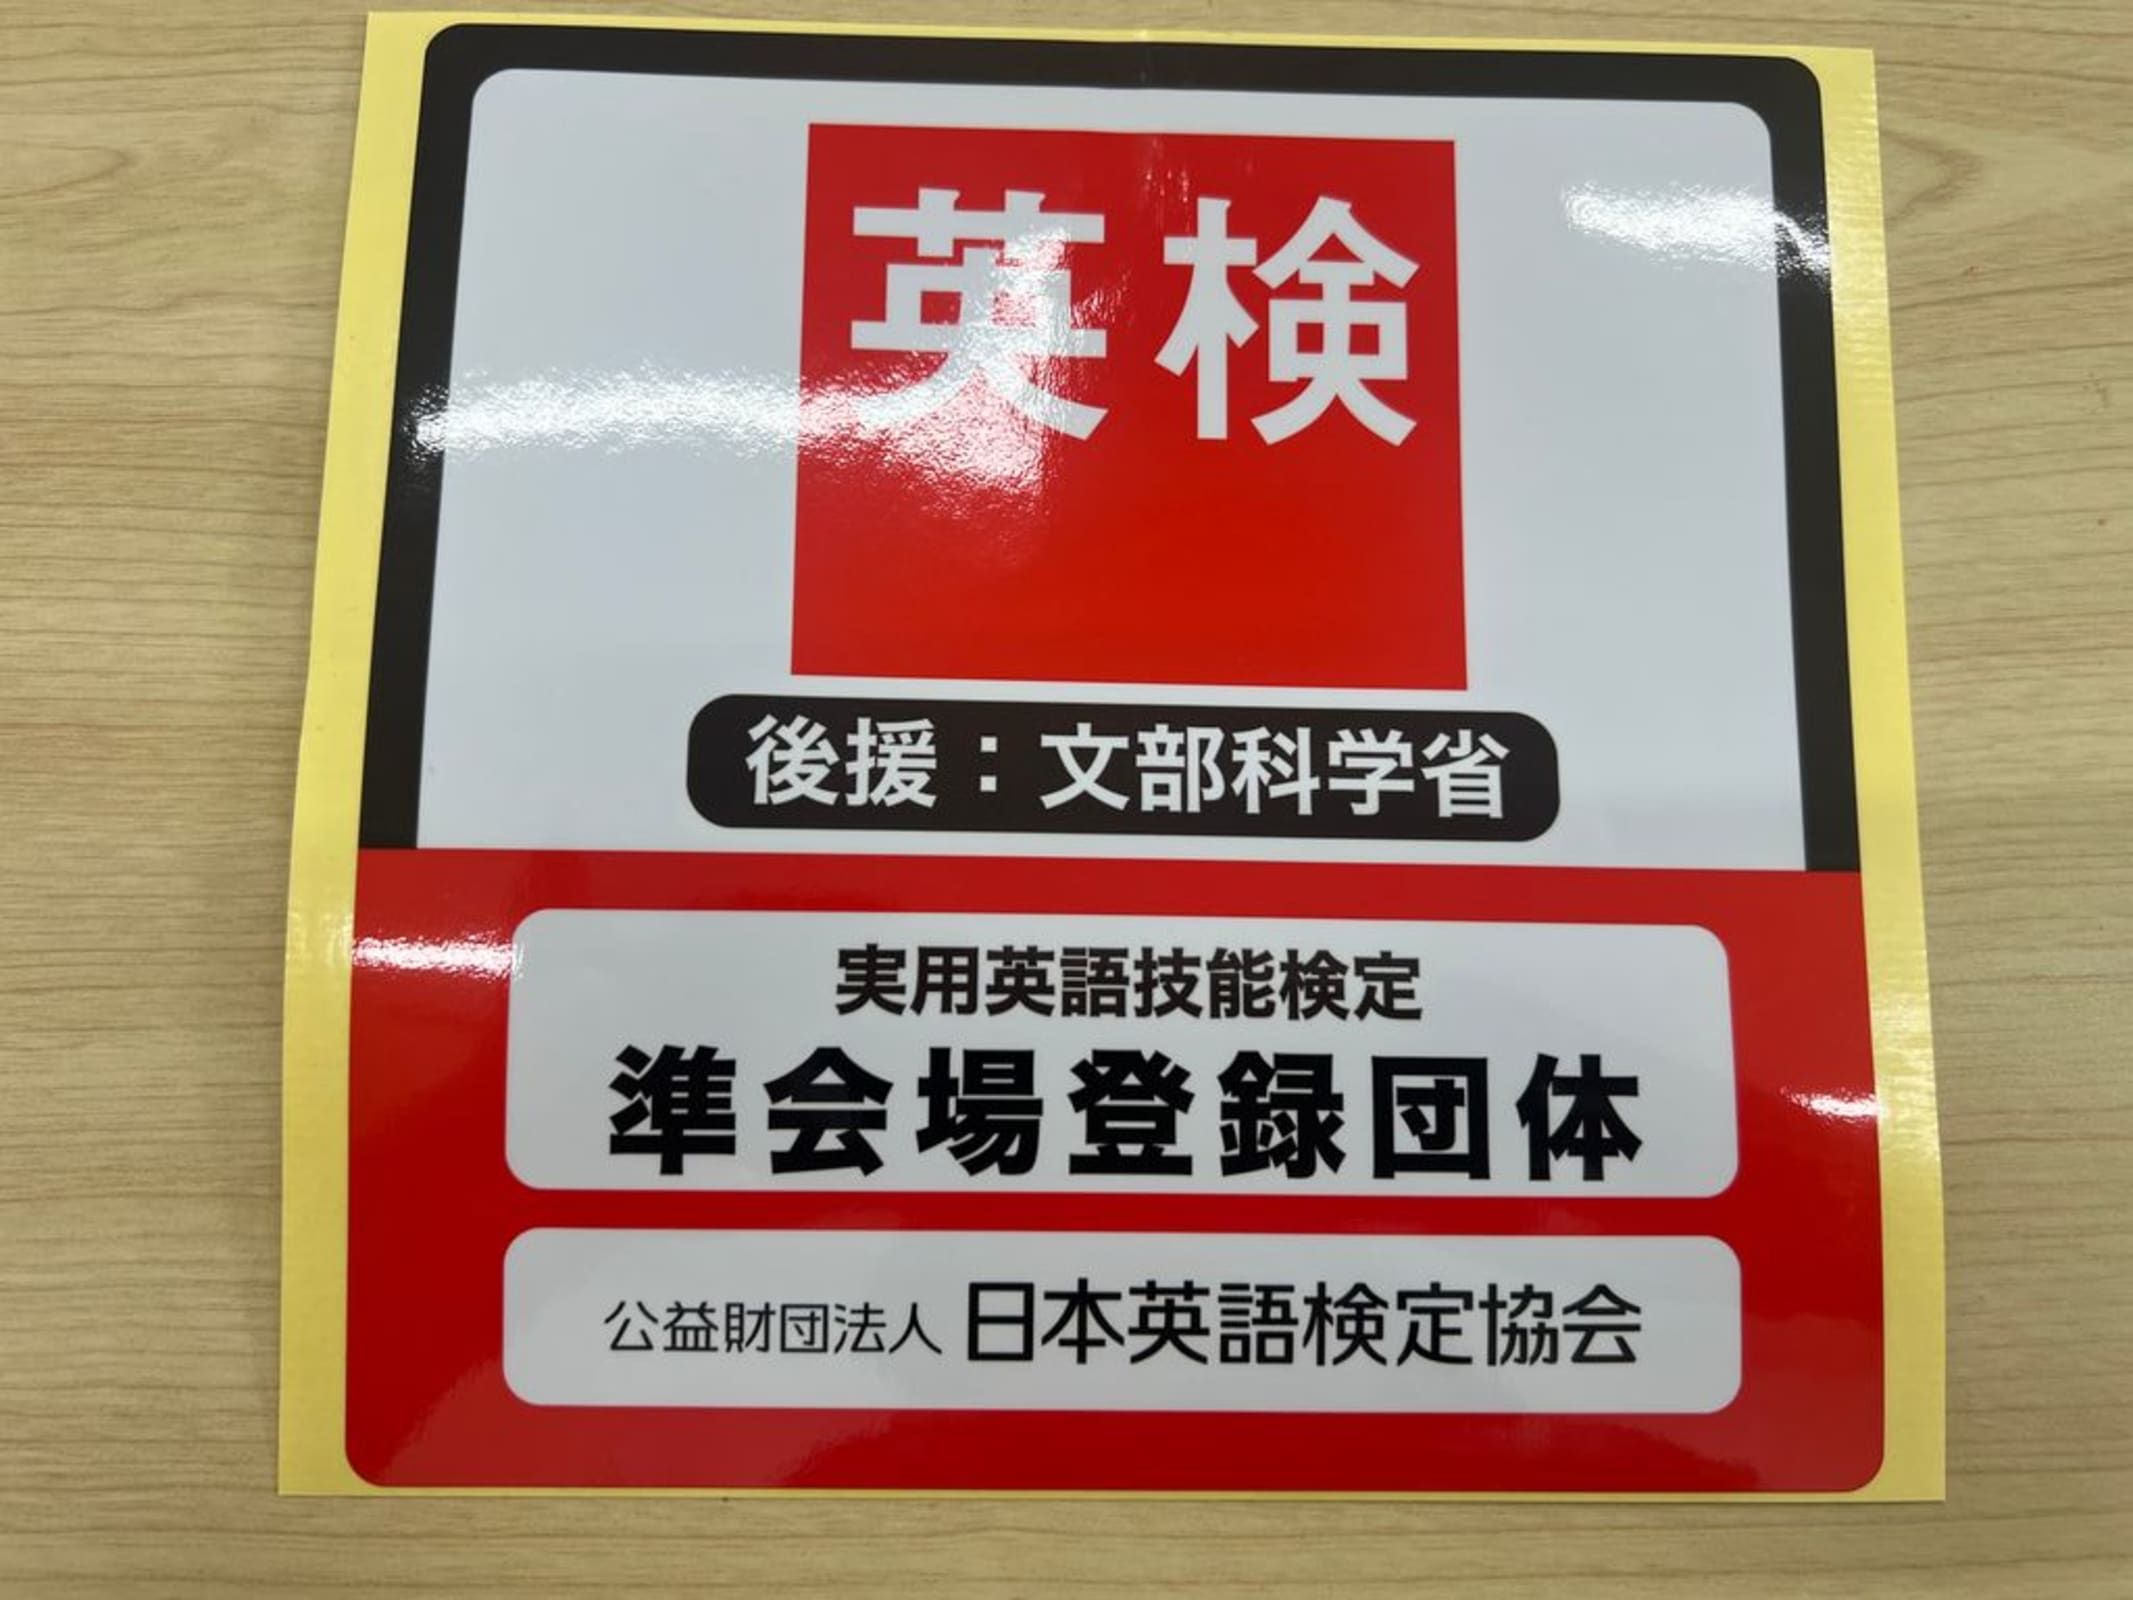 英検
後援：文部科学省
実用英語技能検定
準会場登録団体
公益財団法人 日本英語検定協会